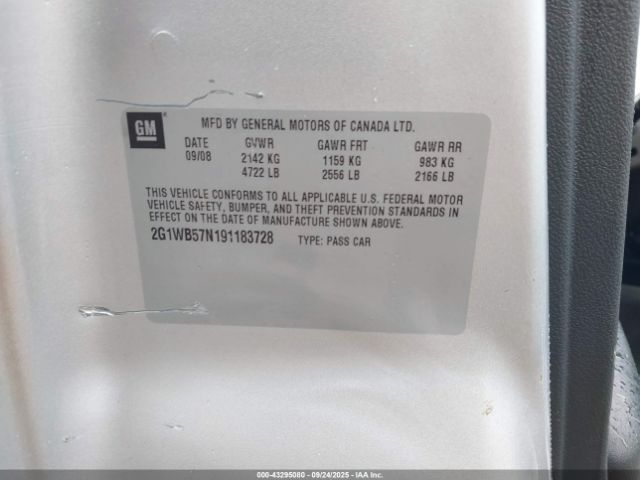 GM
MFD BY GENERAL MOTORS OF CANADA LTD.
DATE GVWR GAWR FRT GAWR RR
09/08 2142 KG 1159 KG 983 KG
4722 LB 2556 LB 2166 LB
THIS VEHICLE CONFORMS TO ALL APPLICABLE U.S. FEDERAL MOTOR
VEHICLE SAFETY, BUMPER, AND THEFT PREVENTION STANDARDS IN
EFFECT ON THE DATE OF MANUFACTURE SHOWN ABOVE.
2G1WB57N191183728 TYPE: PASS CAR
000-43295080 - 09/24/2025 - IAAI.COM